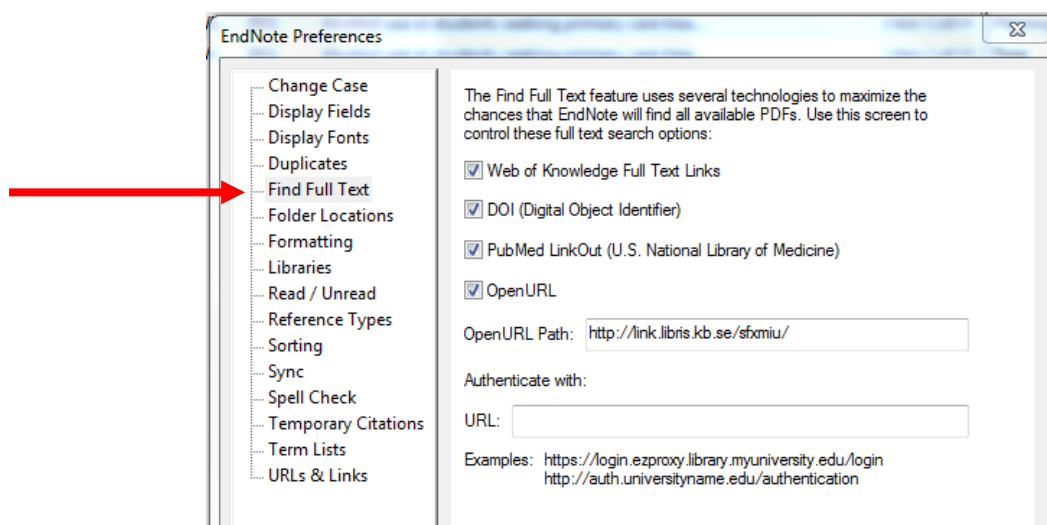 EndNote Preferences
Change Case
Display Fields
Display Fonts
Duplicates
Find Full Text
Folder Locations
Formatting
Libraries
Read / Unread
Reference Types
Sorting
Sync
Spell Check
Temporary Citations
Term Lists
URLs & Links
The Find Full Text feature uses several technologies to maximize the
chances that EndNote will find all available PDFs. Use this screen to
control these full text search options:
Web of Knowledge Full Text Links
DOI (Digital Object Identifier)
PubMed LinkOut (U.S. National Library of Medicine)
OpenURL
OpenURL Path: http://link.libris.kb.se/sfxmiu/
Authenticate with:
URL:
Examples: https://login.ezproxy.library.myuniversity.edu/login
http://auth.universityname.edu/authentication